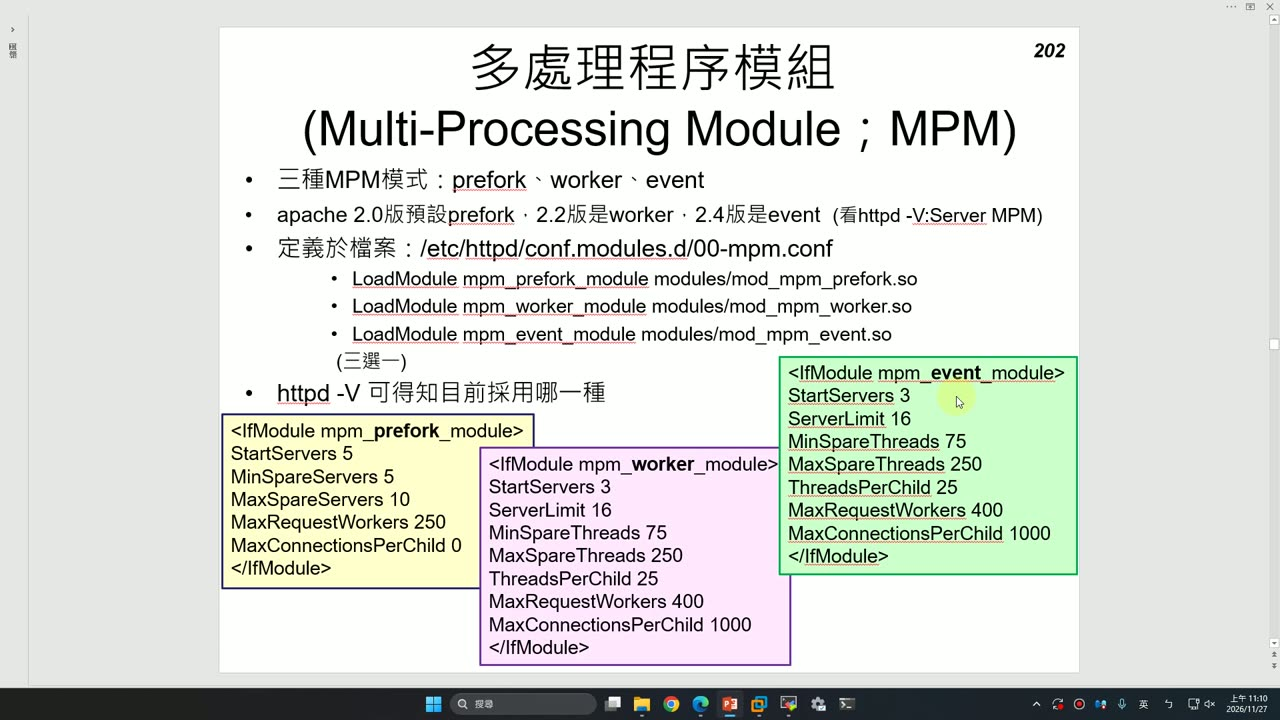 202
多處理程序模組
(Multi-Processing Module；MPM)
• 三種MPM模式：prefork、worker、event
• apache 2.0版預設prefork，2.2版是worker，2.4版是event (看httpd -V:Server MPM)
• 定義於檔案：/etc/httpd/conf.modules.d/00-mpm.conf
• LoadModule mpm_prefork_module modules/mod_mpm_prefork.so
• LoadModule mpm_worker_module modules/mod_mpm_worker.so
• LoadModule mpm_event_module modules/mod_mpm_event.so
(三選一)
• httpd -V 可得知目前採用哪一種
<IfModule mpm_prefork_module>
StartServers 5
MinSpareServers 5
MaxSpareServers 10
MaxRequestWorkers 250
MaxConnectionsPerChild 0
</IfModule>
<IfModule mpm_worker_module>
StartServers 3
ServerLimit 16
MinSpareThreads 75
MaxSpareThreads 250
ThreadsPerChild 25
MaxRequestWorkers 400
MaxConnectionsPerChild 1000
</IfModule>
<IfModule mpm_event_module>
StartServers 3
ServerLimit 16
MinSpareThreads 75
MaxSpareThreads 250
ThreadsPerChild 25
MaxRequestWorkers 400
MaxConnectionsPerChild 1000
</IfModule>
搜尋
英
ㄅ
上午 11:10
2026/11/27